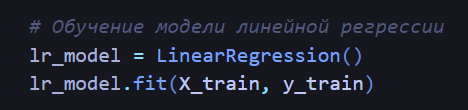 # Обучение модели линейной регрессии
lr_model = LinearRegression()
lr_model.fit(X_train, y_train)